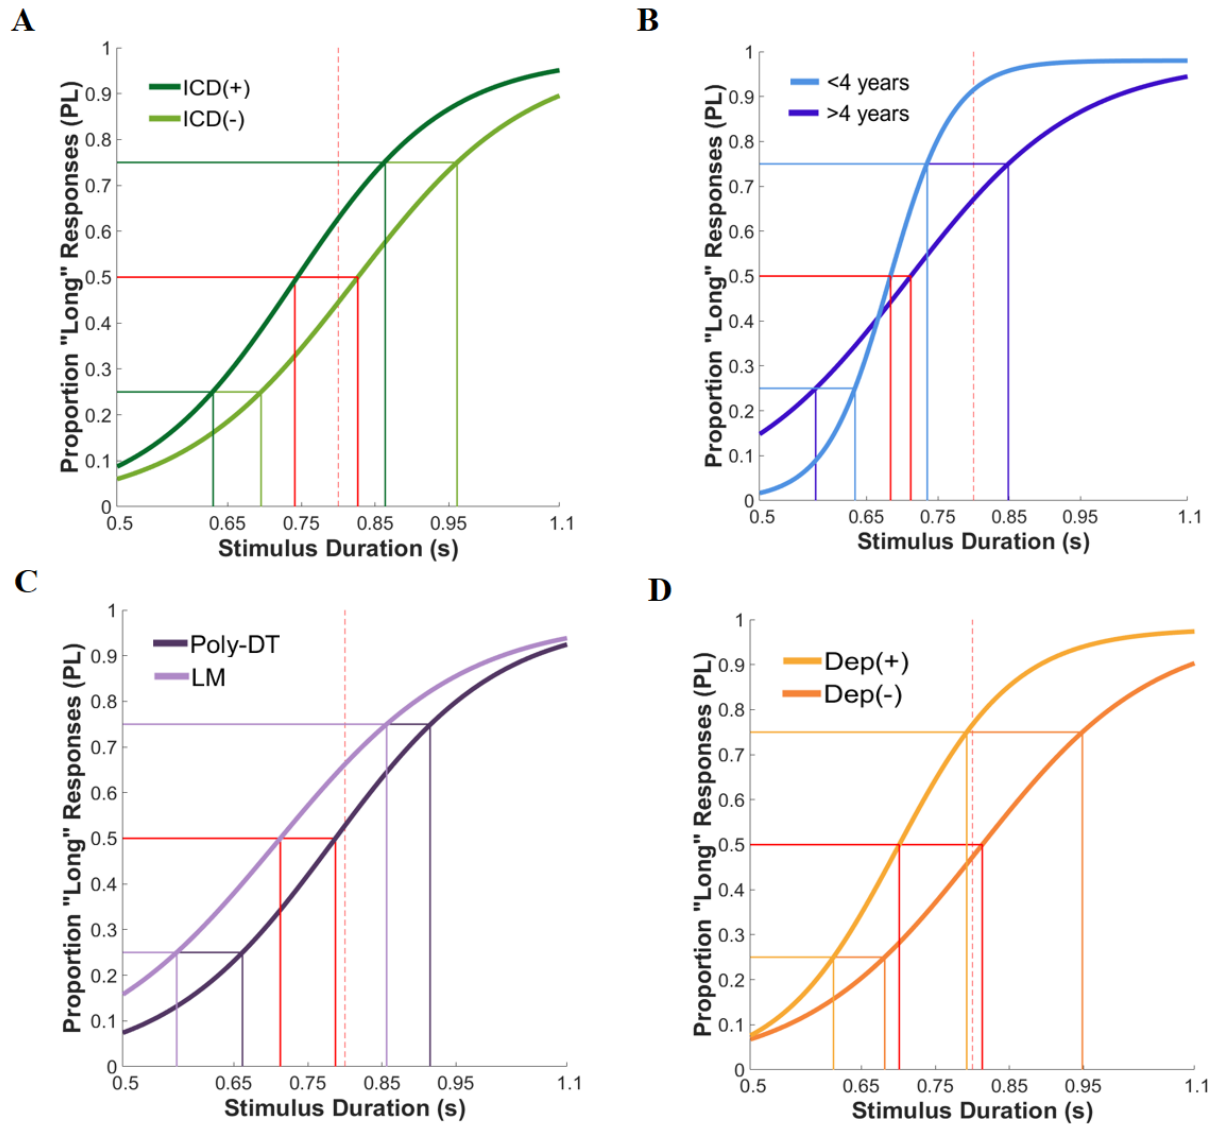 A
Proportion "Long" Responses (PL)
1
0.9
0.8
0.7
0.6
0.5
0.4
0.3
0.2
0.1
0
ICD(+)
ICD(-)
0.5 0.65 0.75 0.85 0.95 1.1
Stimulus Duration (s)
B
Proportion "Long" Responses (PL)
1
0.9
0.8
0.7
0.6
0.5
0.4
0.3
0.2
0.1
0
<4 years
>4 years
0.5 0.65 0.75 0.85 0.95 1.1
Stimulus Duration (s)
C
Proportion "Long" Responses (PL)
1
0.9
0.8
0.7
0.6
0.5
0.4
0.3
0.2
0.1
0
Poly-DT
LM
0.5 0.65 0.75 0.85 0.95 1.1
Stimulus Duration (s)
D
Proportion "Long" Responses (PL)
1
0.9
0.8
0.7
0.6
0.5
0.4
0.3
0.2
0.1
0
Dep(+)
Dep(-)
0.5 0.65 0.75 0.85 0.95 1.1
Stimulus Duration (s)